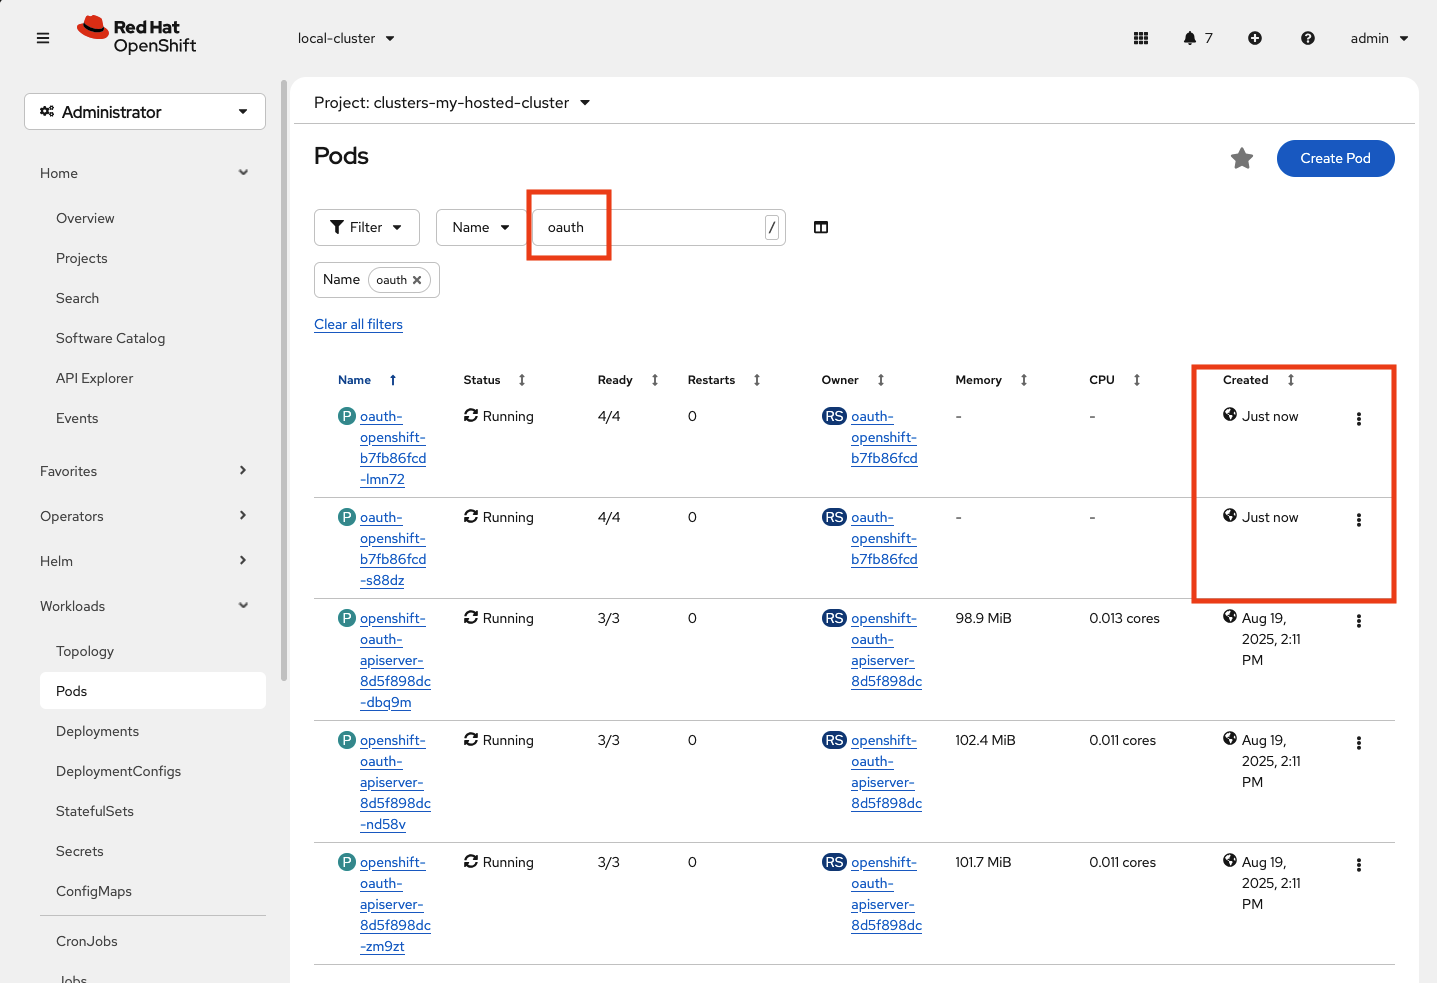 Red Hat
OpenShift
local-cluster
7
admin
Administrator
Home
Overview
Projects
Search
Software Catalog
API Explorer
Events
Favorites
Operators
Helm
Workloads
Topology
Pods
Deployments
DeploymentConfigs
StatefulSets
Secrets
ConfigMaps
CronJobs
Jobs
Project: clusters-my-hosted-cluster
Pods
Create Pod
Filter
Name
oauth
/
Name oauth
Clear all filters
Name Status Ready Restarts Owner Memory CPU Created
P oauth- Running 4/4 0 RS oauth- - - Just now
openshift- openshift-
b7fb86fcd b7fb86fcd
-lmn72
P oauth- Running 4/4 0 RS oauth- - - Just now
openshift- openshift-
b7fb86fcd b7fb86fcd
-s88dz
P openshift- Running 3/3 0 RS openshift- 98.9 MiB 0.013 cores Aug 19,
oauth- oauth- 2025, 2:11
apiserver- apiserver- PM
8d5f898dc 8d5f898dc
-dbq9m
P openshift- Running 3/3 0 RS openshift- 102.4 MiB 0.011 cores Aug 19,
oauth- oauth- 2025, 2:11
apiserver- apiserver- PM
8d5f898dc 8d5f898dc
-nd58v
P openshift- Running 3/3 0 RS openshift- 101.7 MiB 0.011 cores Aug 19,
oauth- oauth- 2025, 2:11
apiserver- apiserver- PM
8d5f898dc 8d5f898dc
-zm9zt